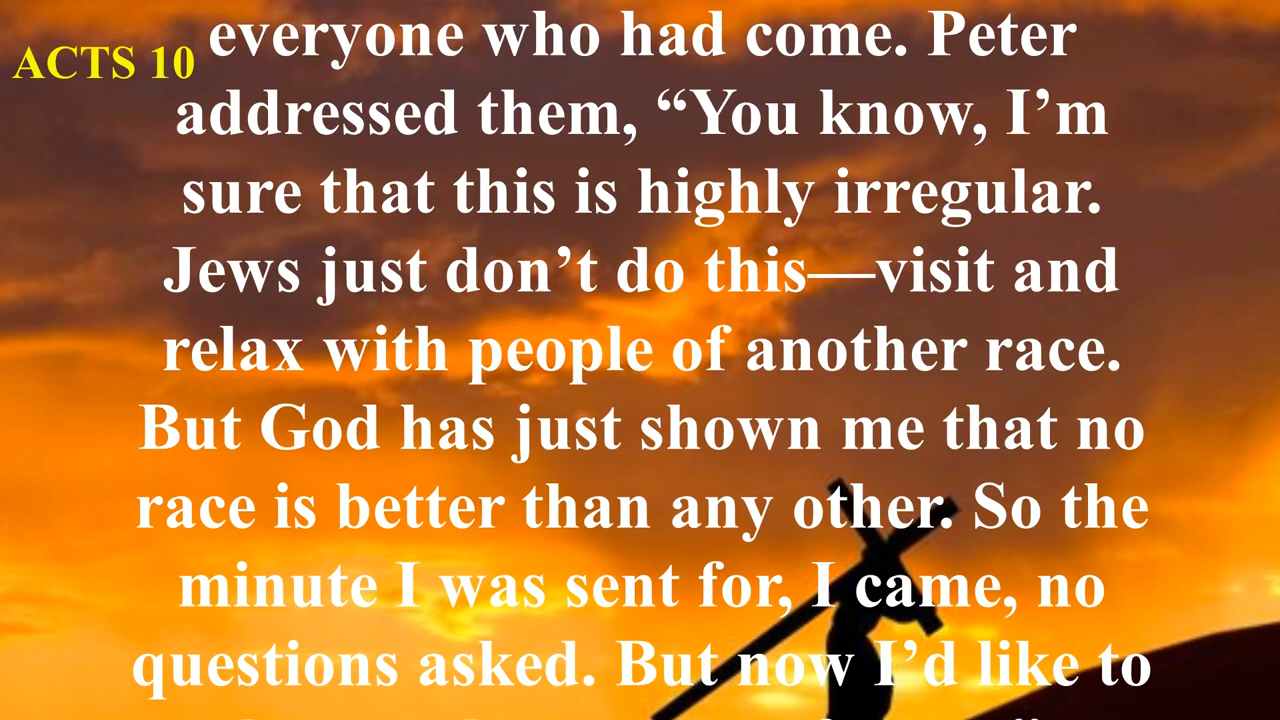 ACTS 10
everyone who had come. Peter
addressed them, “You know, I’m
sure that this is highly irregular.
Jews just don’t do this—visit and
relax with people of another race.
But God has just shown me that no
race is better than any other. So the
minute I was sent for, I came, no
questions asked. But now I’d like to